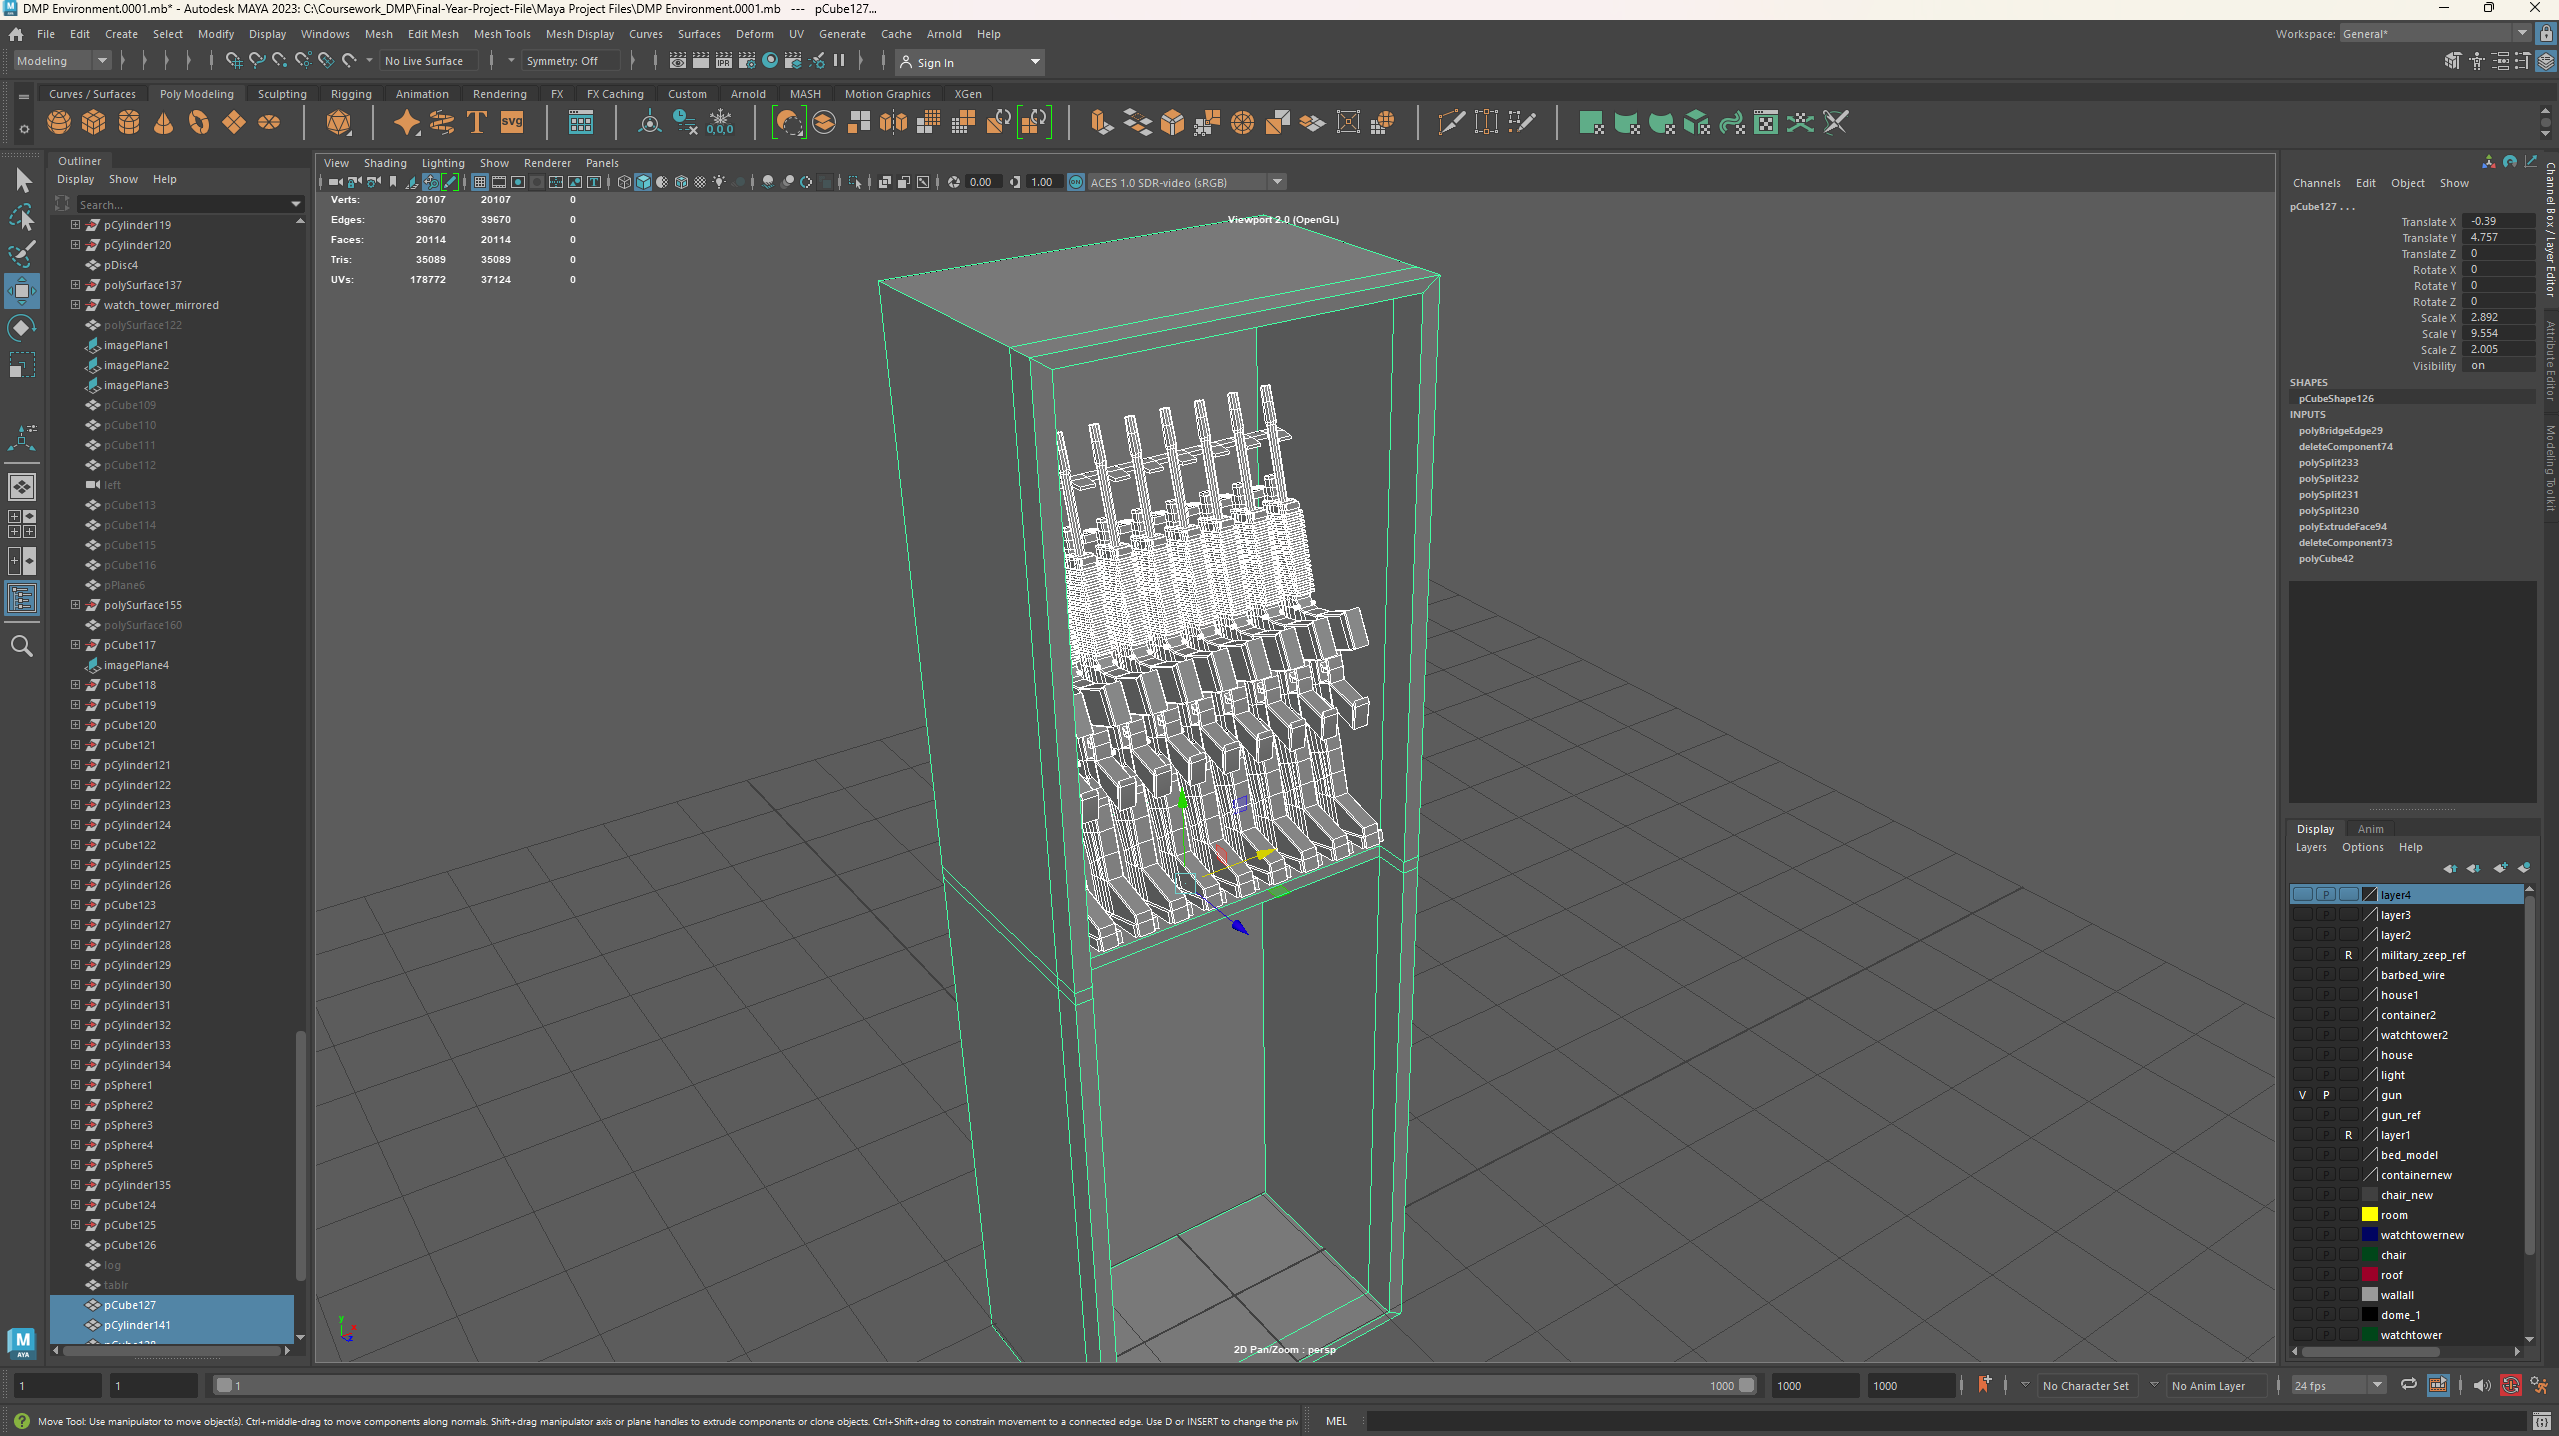 DMP Environment.0001.mb* - Autodesk MAYA 2023: C:\Coursework_DMP\Final-Year-Project-File\Maya Project Files\DMP Environment.0001.mb --- pCube127...
File Edit Create Select Modify Display Windows Mesh Edit Mesh Mesh Tools Mesh Display Curves Surfaces Deform UV Generate Cache Arnold Help
Workspace: General*
Modeling
No Live Surface
Symmetry: Off
IPR
Sign In
Curves / Surfaces Poly Modeling Sculpting Rigging Animation Rendering FX FX Caching Custom Arnold MASH Motion Graphics XGen
T
SVG
0,0,0
Outliner
Display Show Help
Search...
pCylinder119
pCylinder120
pDisc4
polySurface137
watch_tower_mirrored
polySurface122
imagePlane1
imagePlane2
imagePlane3
pCube109
pCube110
pCube111
pCube112
left
pCube113
pCube114
pCube115
pCube116
pPlane6
polySurface155
polySurface160
pCube117
imagePlane4
pCube118
pCube119
pCube120
pCube121
pCylinder121
pCylinder122
pCylinder123
pCylinder124
pCube122
pCylinder125
pCylinder126
pCube123
pCylinder127
pCylinder128
pCylinder129
pCylinder130
pCylinder131
pCylinder132
pCylinder133
pCylinder134
pSphere1
pSphere2
pSphere3
pSphere4
pSphere5
pCylinder135
pCube124
pCube125
pCube126
log
tablr
pCube127
pCylinder141
View Shading Lighting Show Renderer Panels
0.00
1.00
ACES 1.0 SDR-video (sRGB)
Verts: 20107 20107 0
Edges: 39670 39670 0
Faces: 20114 20114 0
Tris: 35089 35089 0
UVs: 178772 37124 0
Viewport 2.0 (OpenGL)
2D Pan/Zoom : persp
y
x
z
Channels Edit Object Show
pCube127 . . .
Translate X -0.39
Translate Y 4.757
Translate Z 0
Rotate X 0
Rotate Y 0
Rotate Z 0
Scale X 2.892
Scale Y 9.554
Scale Z 2.005
Visibility on
SHAPES
pCubeShape126
INPUTS
polyBridgeEdge29
deleteComponent74
polySplit233
polySplit232
polySplit231
polySplit230
polyExtrudeFace94
deleteComponent73
polyCube42
Channel Box / Layer Editor
Attribute Editor
Modeling Toolkit
Display Anim
Layers Options Help
P layer4
P layer3
P layer2
P R military_zeep_ref
P barbed_wire
P house1
P container2
P watchtower2
P house
P light
V P gun
P gun_ref
P R layer1
P bed_model
P containernew
P chair_new
P room
P watchtowernew
P chair
P roof
P wallall
P dome_1
P watchtower
1
1
1
1000
1000
1000
No Character Set
No Anim Layer
24 fps
M
AYA
Move Tool: Use manipulator to move object(s). Ctrl+middle-drag to move components along normals. Shift+drag manipulator axis or plane handles to extrude components or clone objects. Ctrl+Shift+drag to constrain movement to a connected edge. Use D or INSERT to change the piv
MEL